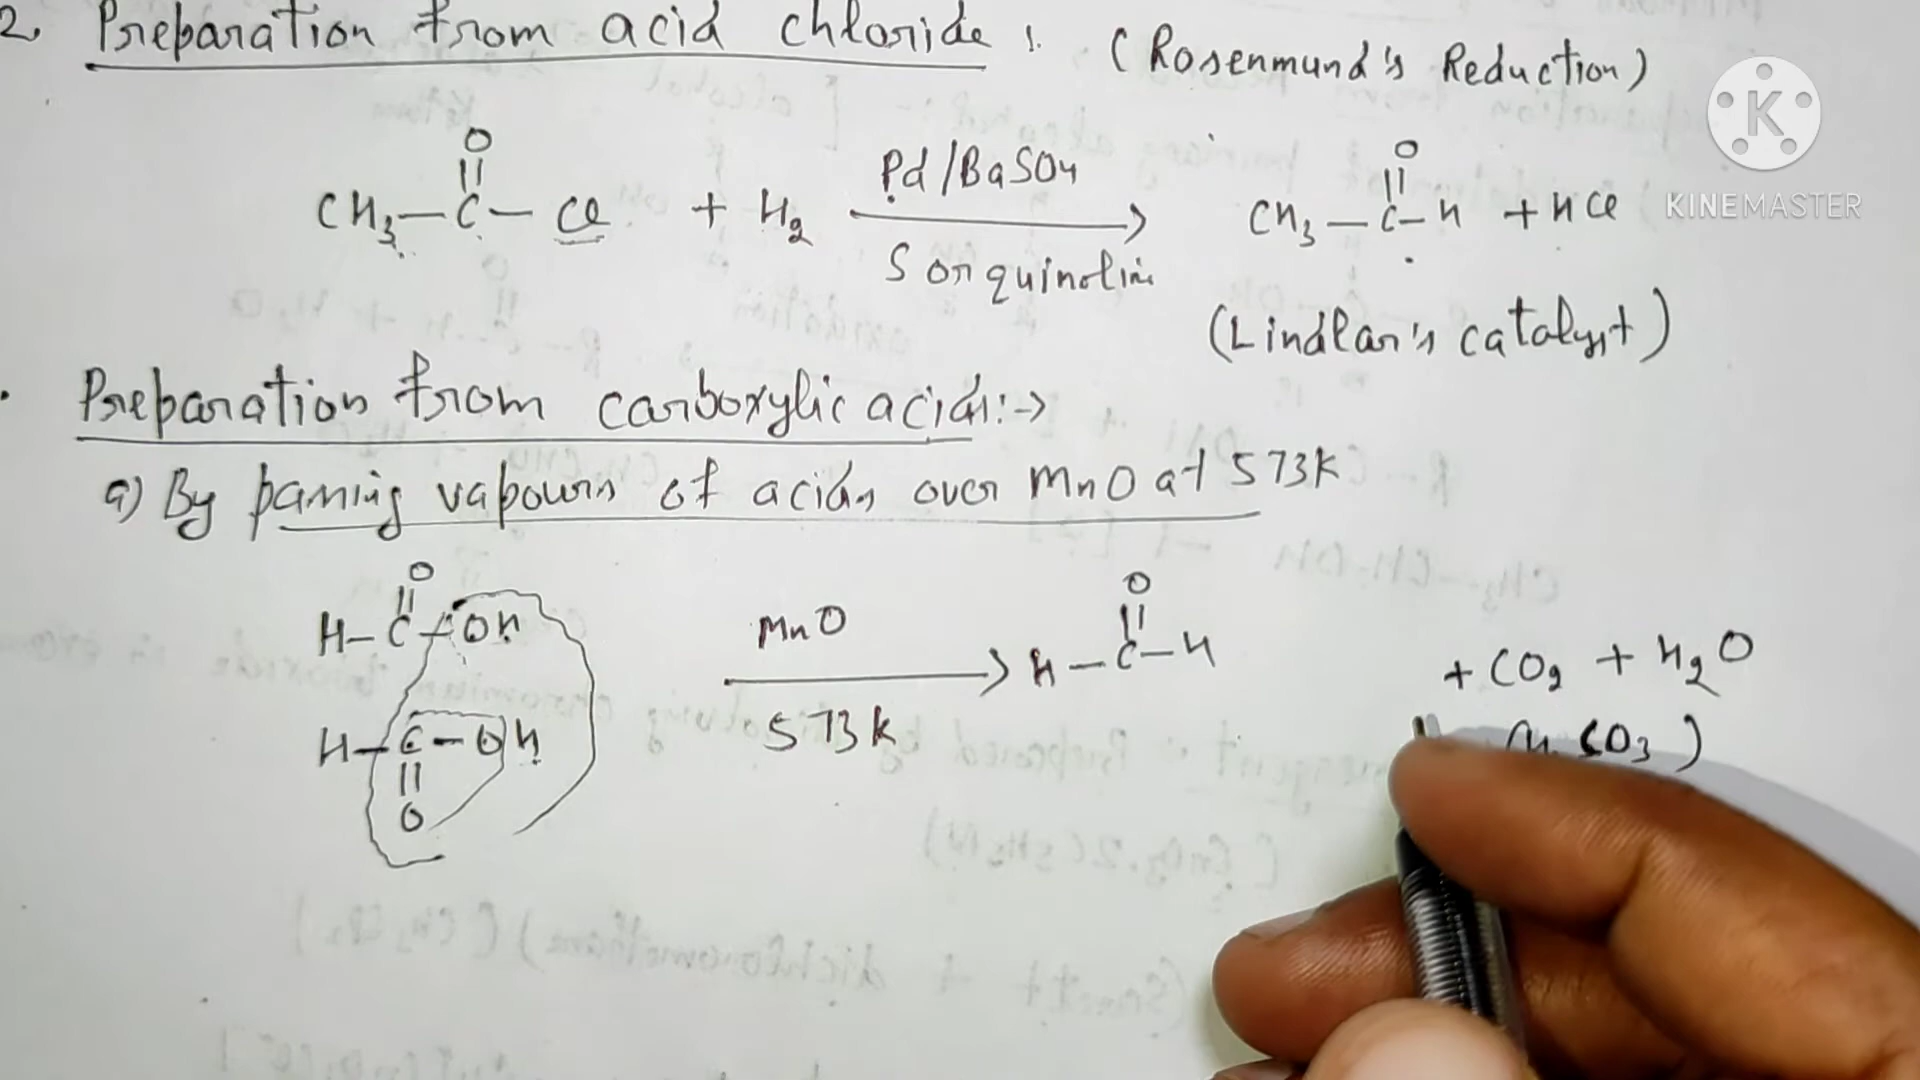 2. Preparation from acid chloride :. (Rosenmund's Reduction)
O
CH3 — C — Cl + H2 Pd/BaSO4 CH3 — C — H + HCl
S or quinoline
(Lindlar's catalyst)
Preparation from carboxylic acids:→
a) By passing vapours of acids over MnO at 573K
O
H — C — OH MnO H — C — H + CO2 + H2O
573K
H — C — OH
O
KINEMASTER